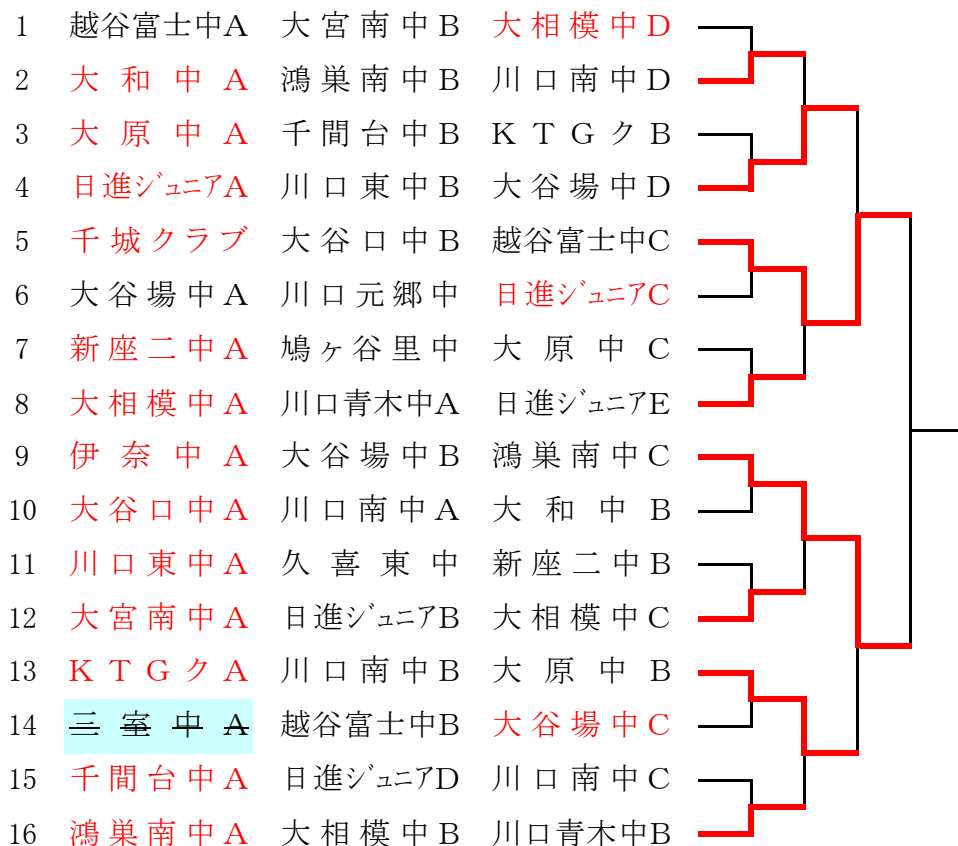 1 越谷富士中A 大宮南中B 大相模中D
2 大和中A 鴻巣南中B 川口南中D
3 大原中A 千間台中B KTGクB
4 日進ジュニアA 川口東中B 大谷場中D
5 千城クラブ 大谷口中B 越谷富士中C
6 大谷場中A 川口元郷中 日進ジュニアC
7 新座二中A 鳩ヶ谷里中 大原中C
8 大相模中A 川口青木中A 日進ジュニアE
9 伊奈中A 大谷場中B 鴻巣南中C
10 大谷口中A 川口南中A 大和中B
11 川口東中A 久喜東中 新座二中B
12 大宮南中A 日進ジュニアB 大相模中C
13 KTGクA 川口南中B 大原中B
14 三室中A 越谷富士中B 大谷場中C
15 千間台中A 日進ジュニアD 川口南中C
16 鴻巣南中A 大相模中B 川口青木中B